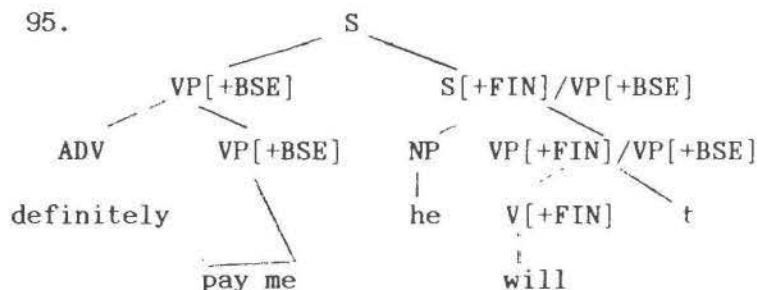 95. S
VP[+BSE] S[+FIN]/VP[+BSE]
ADV VP[+BSE] NP VP[+FIN]/VP[+BSE]
definitely he V[+FIN] t
pay me will